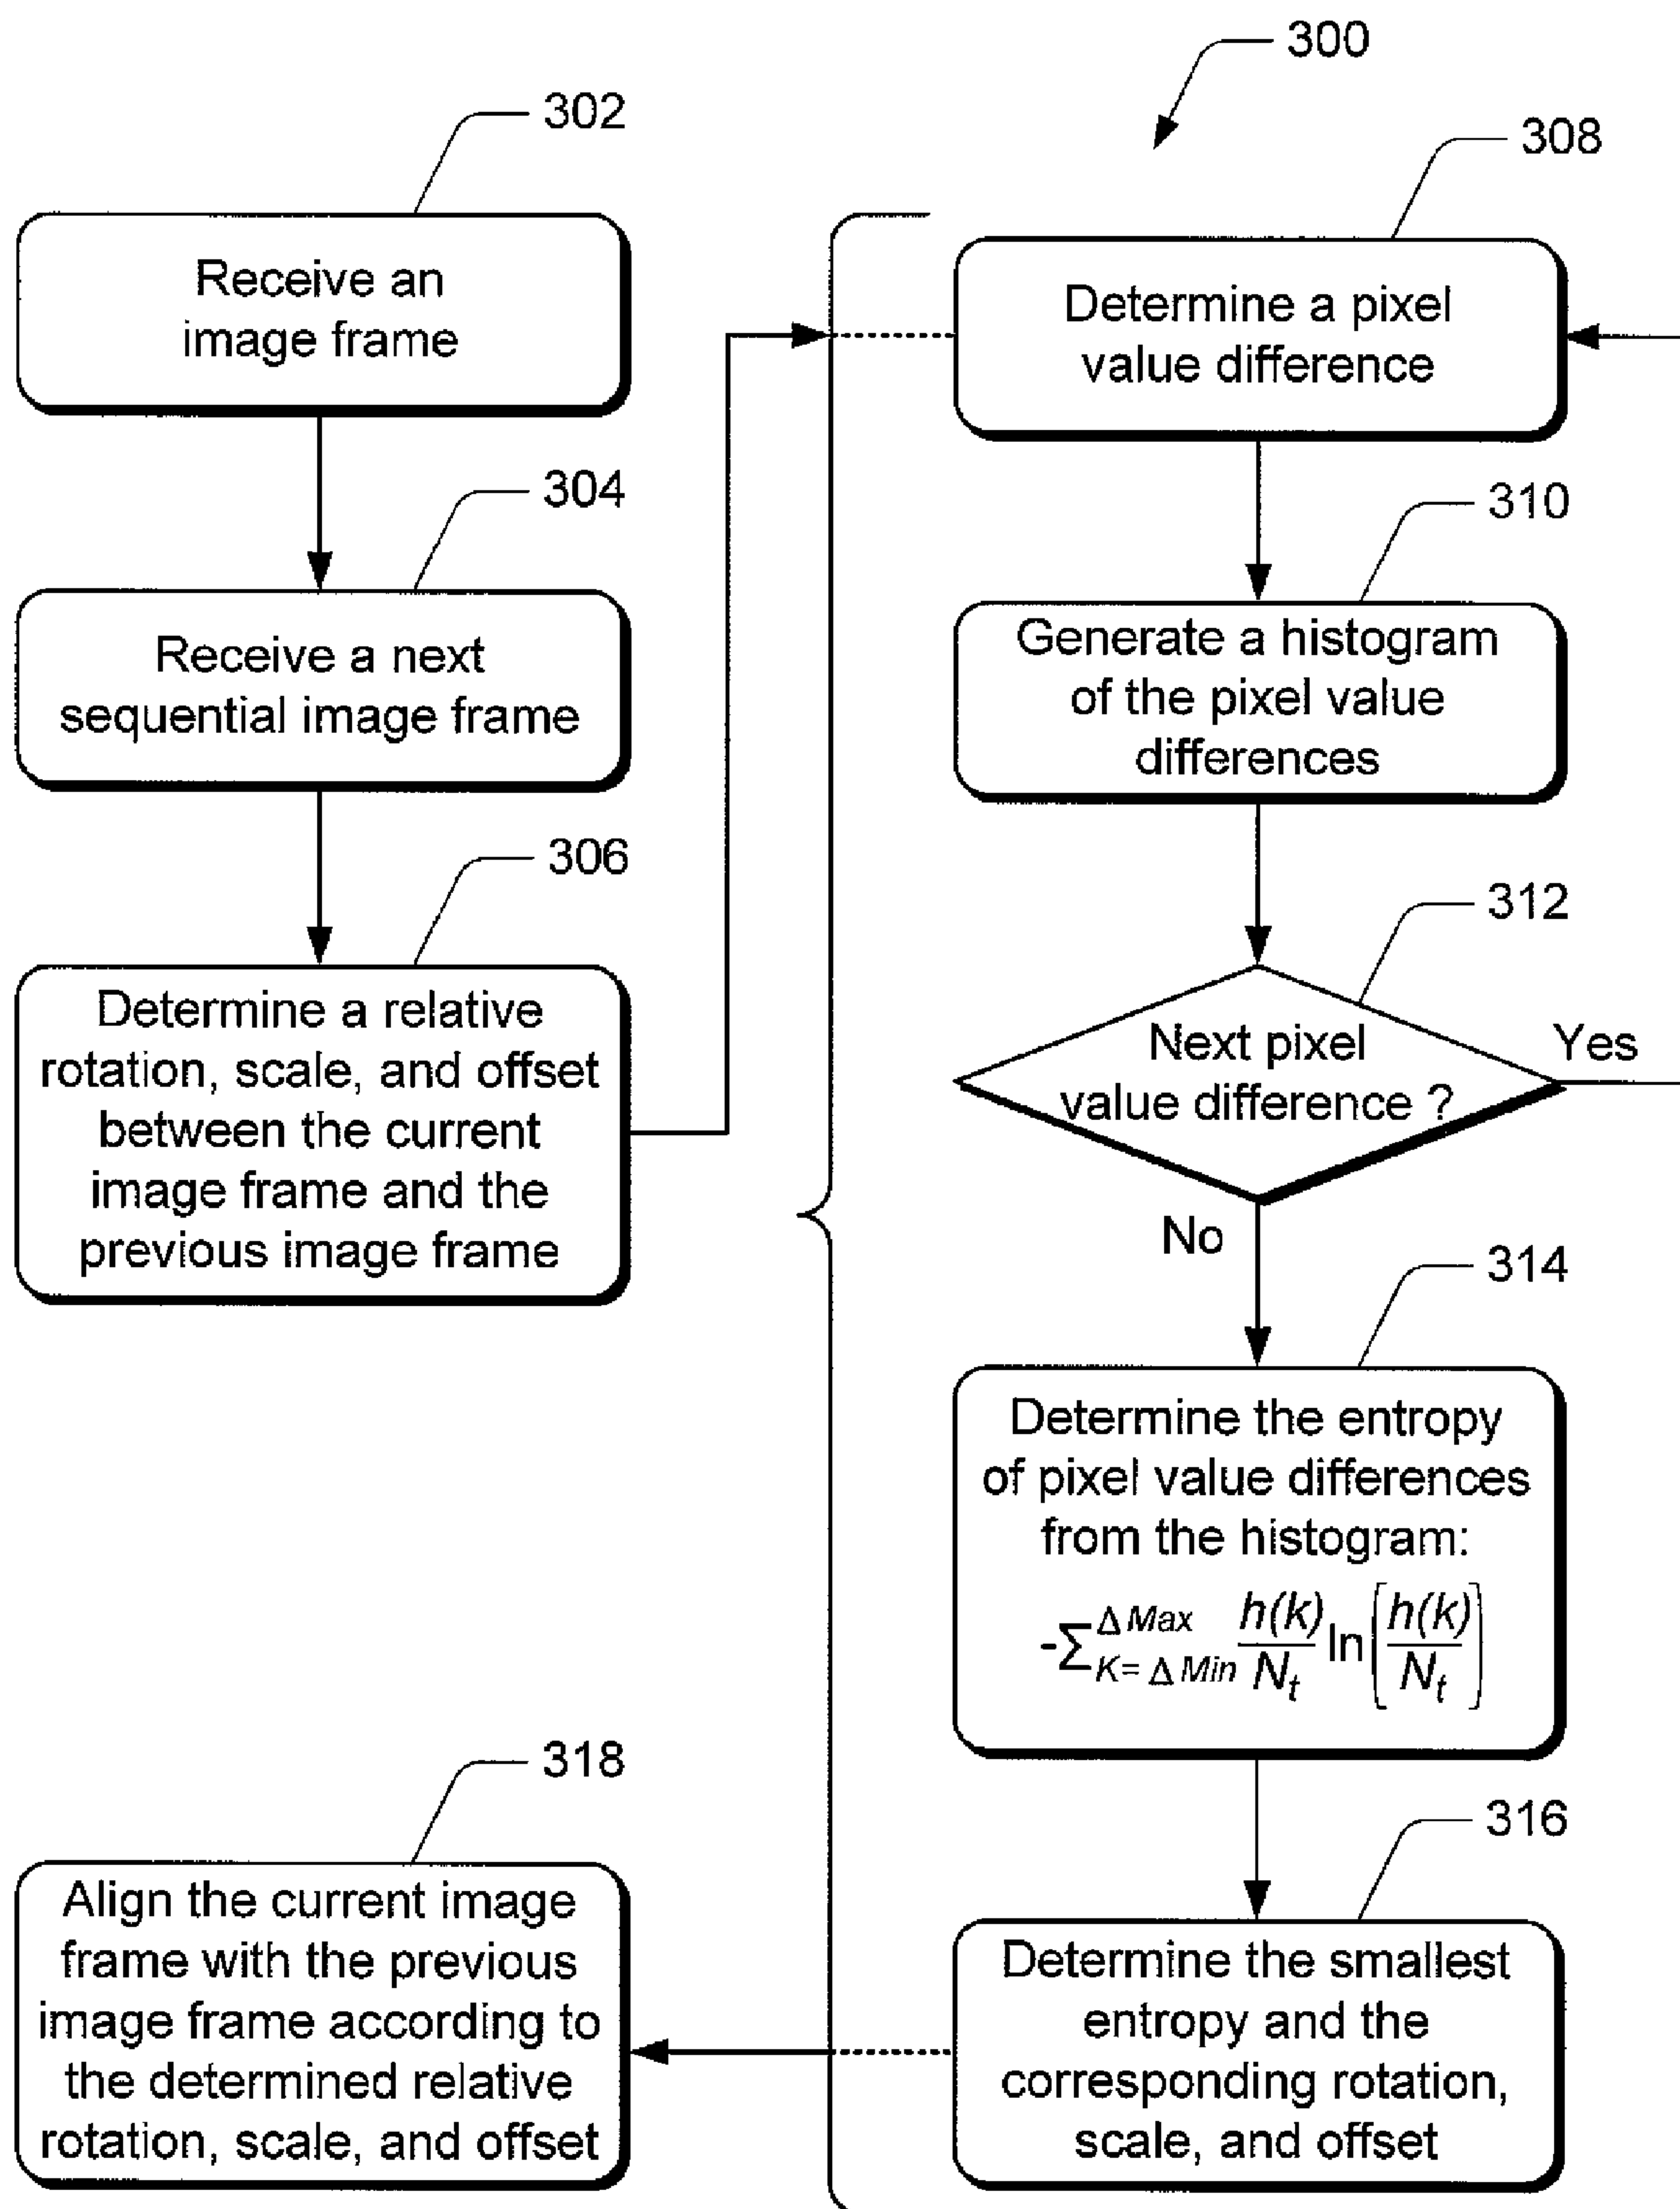 300
302
Receive an
image frame
304
Receive a next
sequential image frame
306
Determine a relative
rotation, scale, and offset
between the current
image frame and the
previous image frame
308
Determine a pixel
value difference
310
Generate a histogram
of the pixel value
differences
312
Next pixel
value difference ?
Yes
No
314
Determine the entropy
of pixel value differences
from the histogram:
-Σ_{K= Δ Min}^{Δ Max} \frac{h(k)}{N_t} ln [\frac{h(k)}{N_t}]
316
Determine the smallest
entropy and the
corresponding rotation,
scale, and offset
318
Align the current image
frame with the previous
image frame according to
the determined relative
rotation, scale, and offset